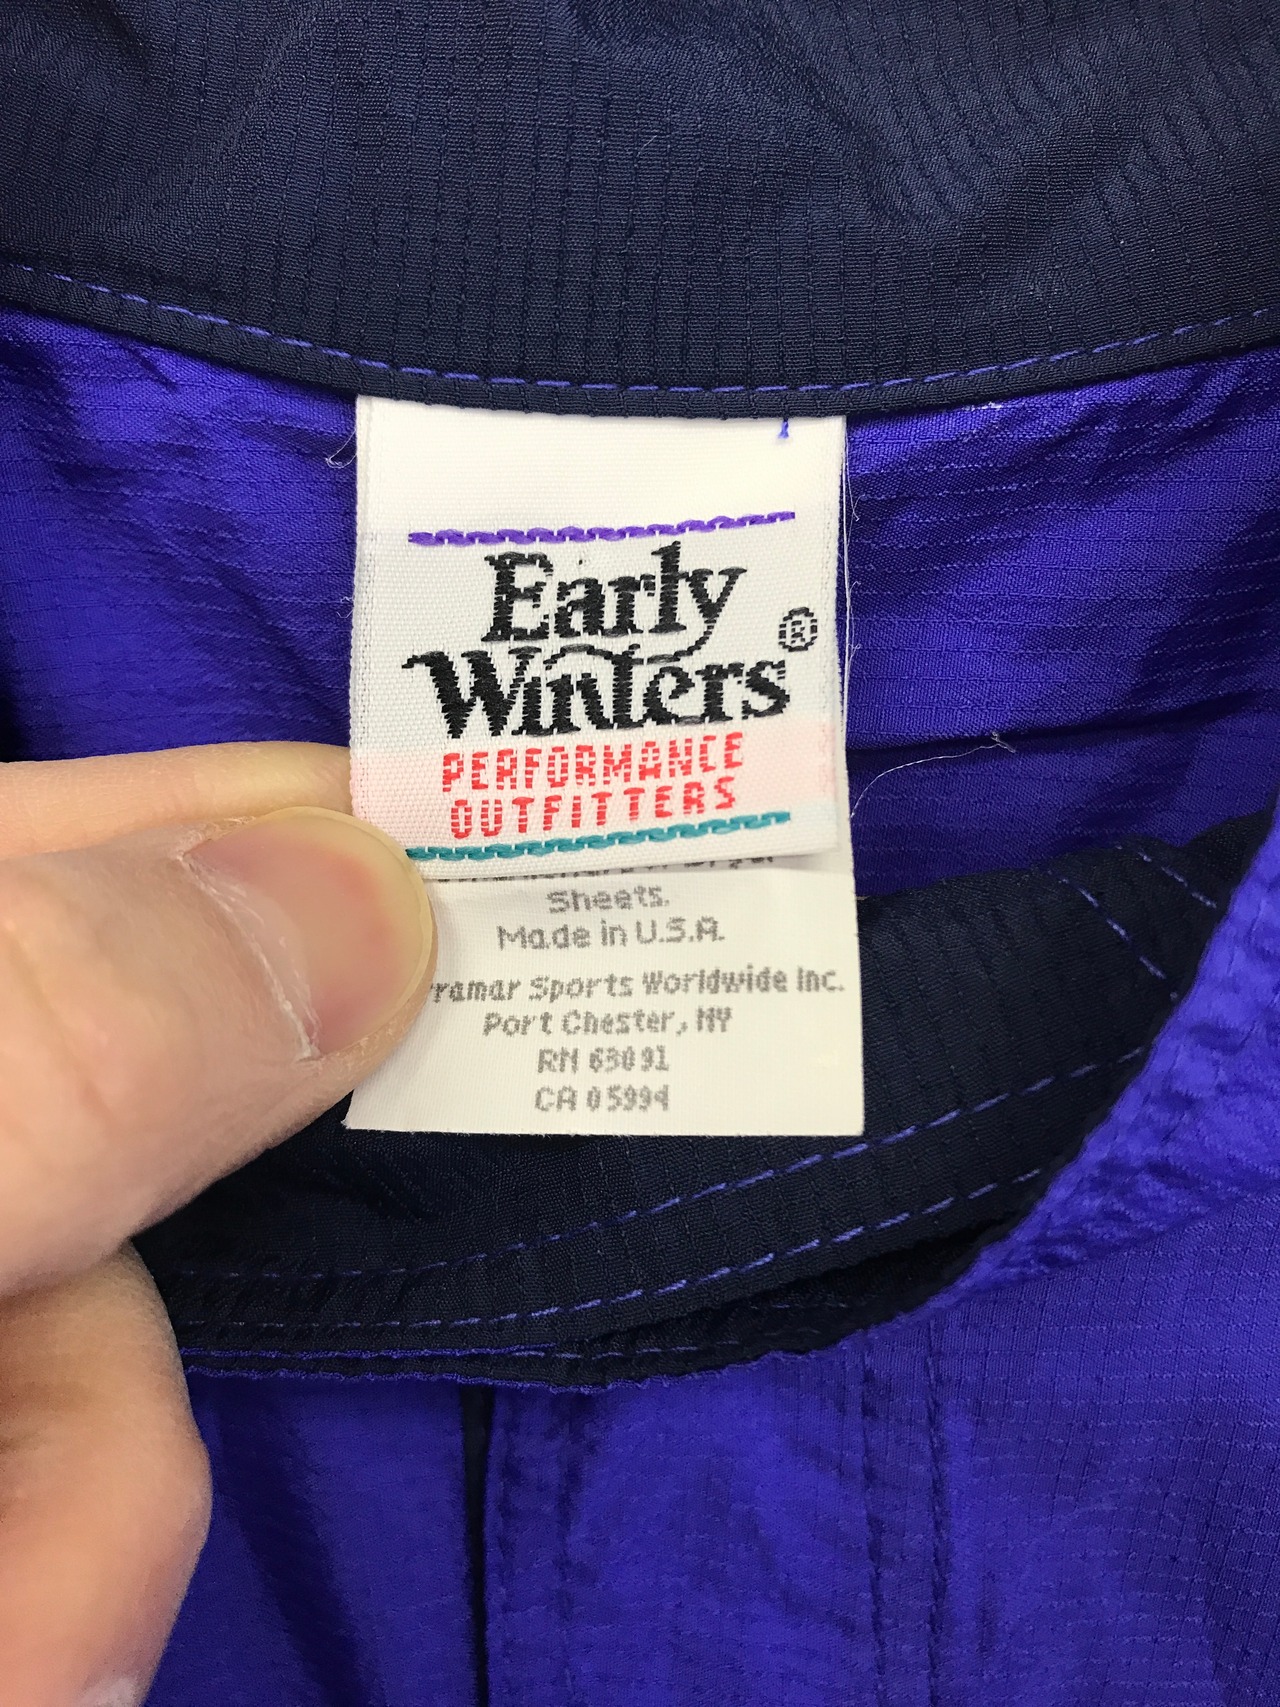 Early
Winters®
PERFORMANCE
OUTFITTERS
Sheets.
Made in U.S.A.
Sports Worldwide Inc.
Port Chester, NY
RN 63091
CA 05994